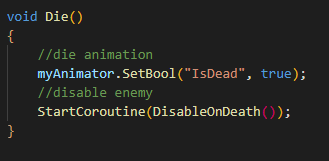 void Die()
{
    //die animation
    myAnimator.SetBool("IsDead", true);
    //disable enemy
    StartCoroutine(DisableOnDeath());
}